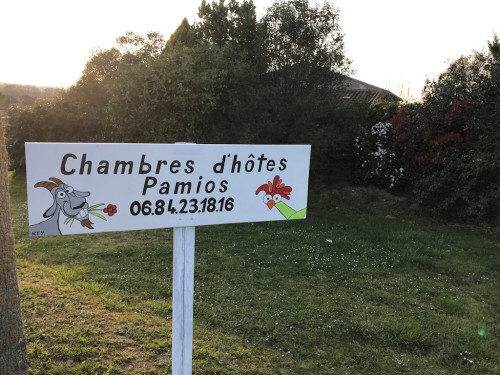 Chambres d'hôtes
Pamios
06.84.23.18.16